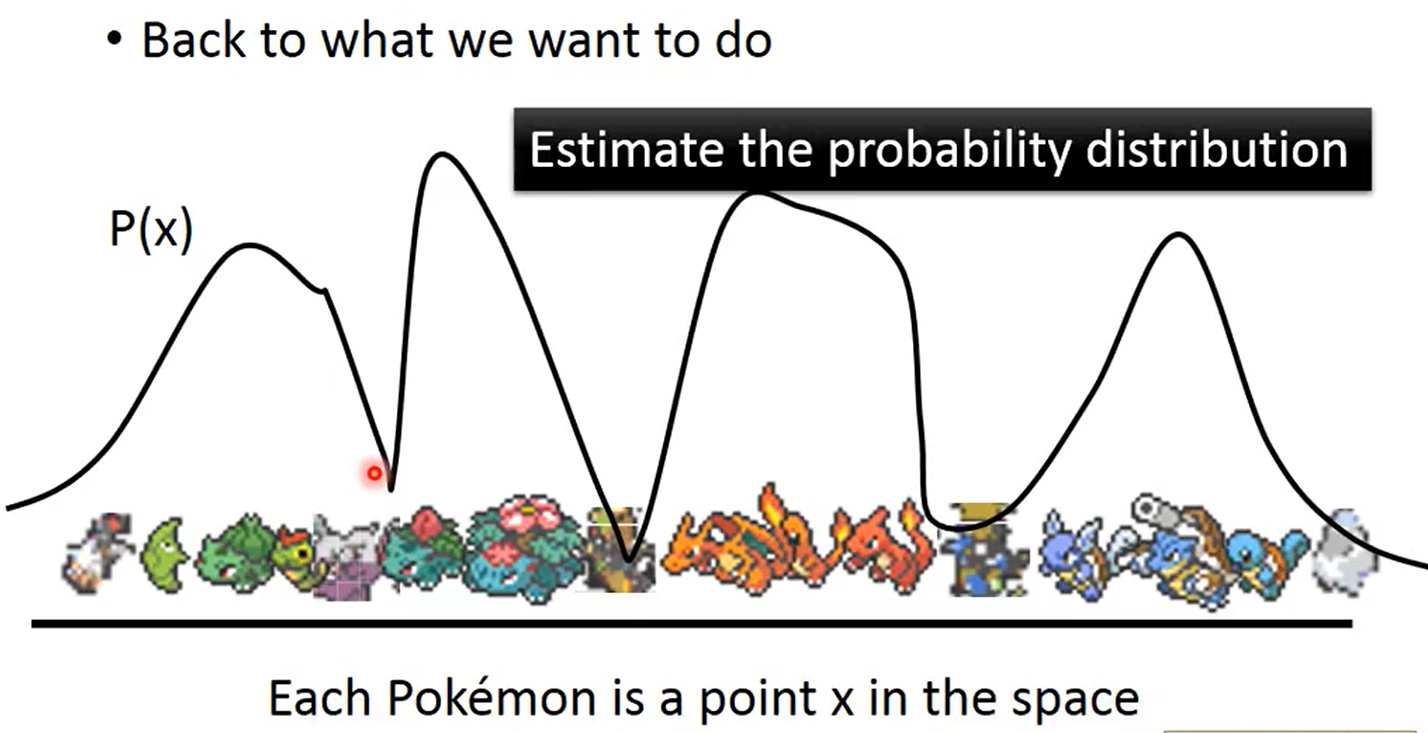 • Back to what we want to do
Estimate the probability distribution
P(x)
Each Pokémon is a point x in the space